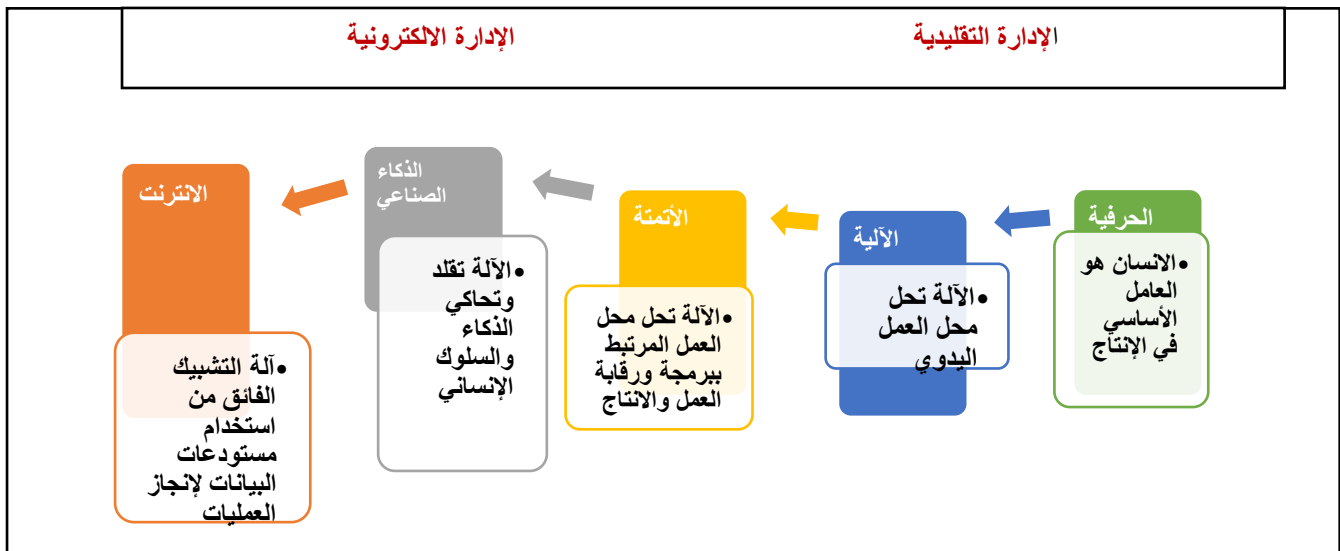 الإدارة التقليدية
الإدارة الالكترونية
الحرفية
•الانسان هو
العامل
الأساسي
في الإنتاج
الآلية
•الآلة تحل
محل العمل
اليدوي
الأتمتة
•الآلة تحل محل
العمل المرتبط
ببرمجة ورقابة
العمل والانتاج
الذكاء
الصناعي
•الآلة تقلد
وتحاكي
الذكاء
والسلوك
الإنساني
الانترنت
•آلة التشبيك
الفائق من
استخدام
مستودعات
البيانات لإنجاز
العمليات